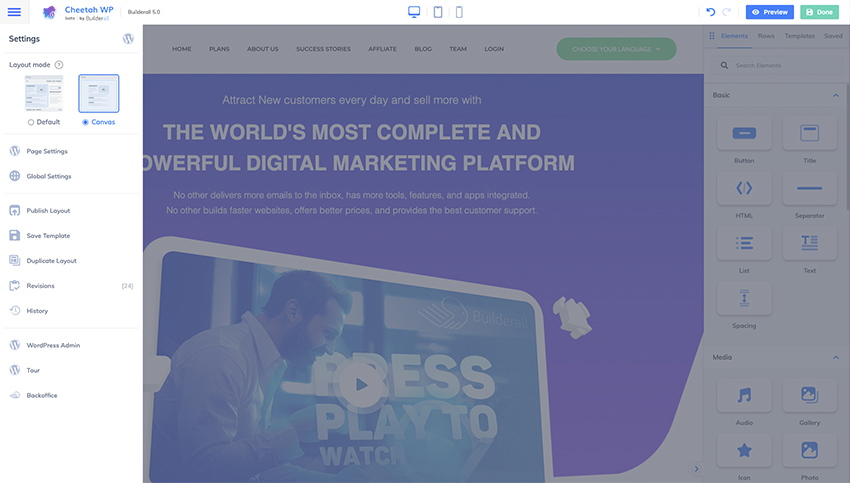 Cheetah WP
beta by Builderall
Builderall 5.0
Preview
Done
Settings
Layout mode ?
Default
Canvas
Page Settings
Global Settings
Publish Layout
Save Template
Duplicate Layout
Revisions [24]
History
WordPress Admin
Tour
Backoffice
HOME PLANS ABOUT US SUCCESS STORIES AFFILIATE BLOG TEAM LOGIN
CHOOSE YOUR LANGUAGE
Attract New customers every day and sell more with
THE WORLD'S MOST COMPLETE AND
OWERFUL DIGITAL MARKETING PLATFORM
No other delivers more emails to the inbox, has more tools, features, and apps integrated.
No other builds faster websites, offers better prices, and provides the best customer support.
Builderall
PRESS
PLAY TO
WATCH
Elements Rows Templates Saved
Search Elements
Basic
Button Title
HTML Separator
List Text
Spacing
Media
Audio Gallery
Icon Photo